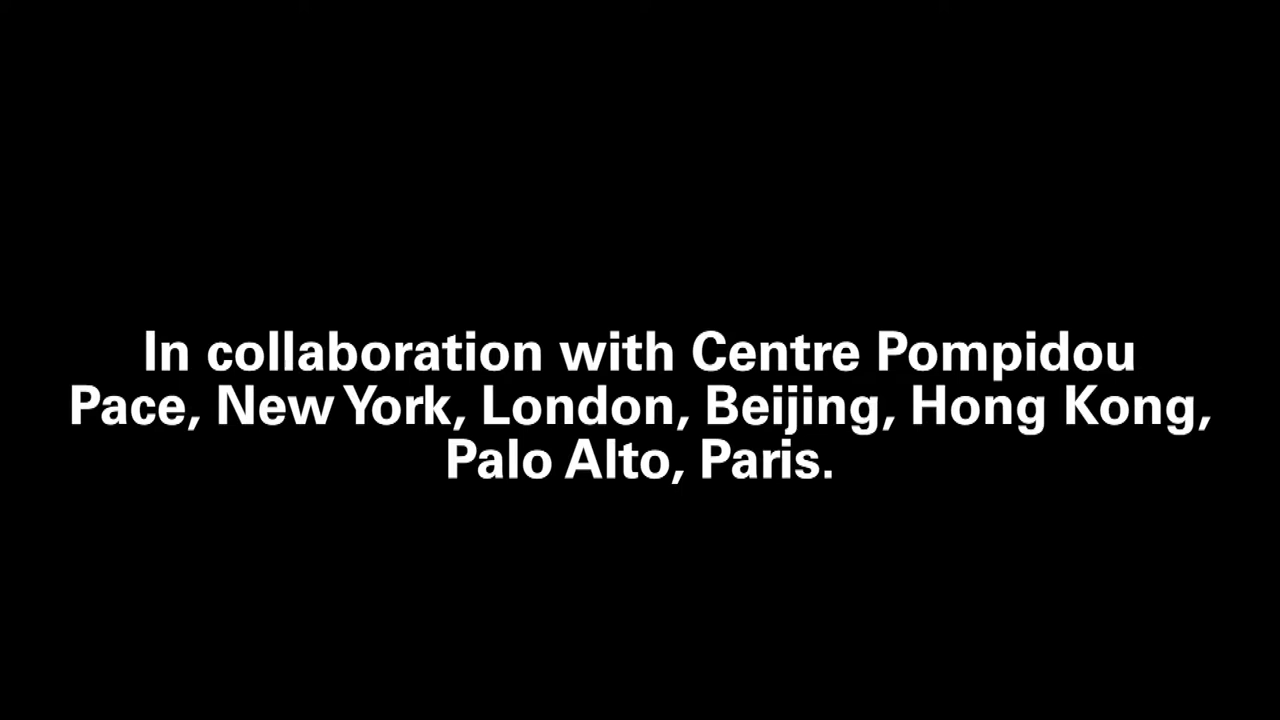 In collaboration with Centre Pompidou
Pace, New York, London, Beijing, Hong Kong,
Palo Alto, Paris.